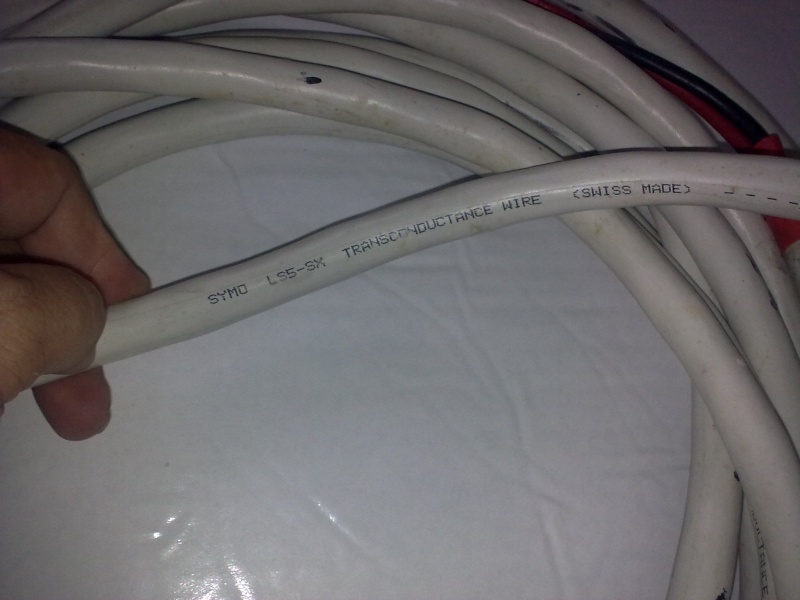 SYMO LS5-SX TRANSCONDUCTANCE WIRE (SWISS MADE) - - - -